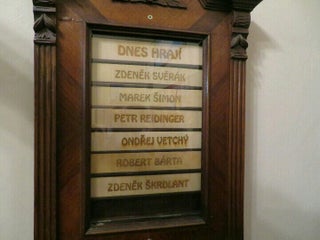 DNES HRAJÍ
ZDENĚK SVĚRÁK
MAREK ŠIMON
PETR REIDINGER
ONDŘEJ VETCHÝ
ROBERT BÁRTA
ZDENĚK ŠKRDLANT